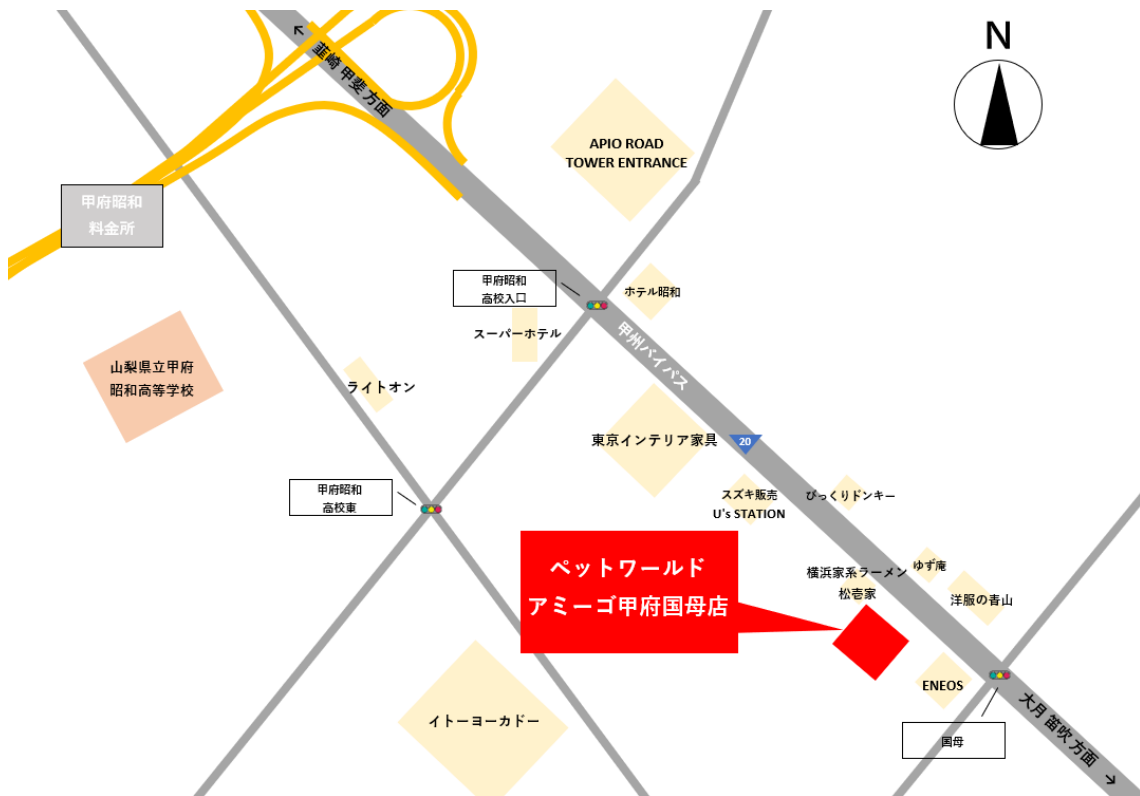 N
韮崎 甲斐 方面
APIO ROAD
TOWER ENTRANCE
甲府昭和
料金所
甲府昭和
高校入口
ホテル昭和
スーパーホテル
甲州バイパス
山梨県立甲府
昭和高等学校
ライトオン
東京インテリア家具
20
甲府昭和
高校東
スズキ販売
U's STATION
びっくりドンキー
ペットワールド
アミーゴ甲府国母店
横浜家系ラーメン
松壱家
ゆず庵
洋服の青山
ENEOS
イトーヨーカドー
国母
大月 笛吹 方面